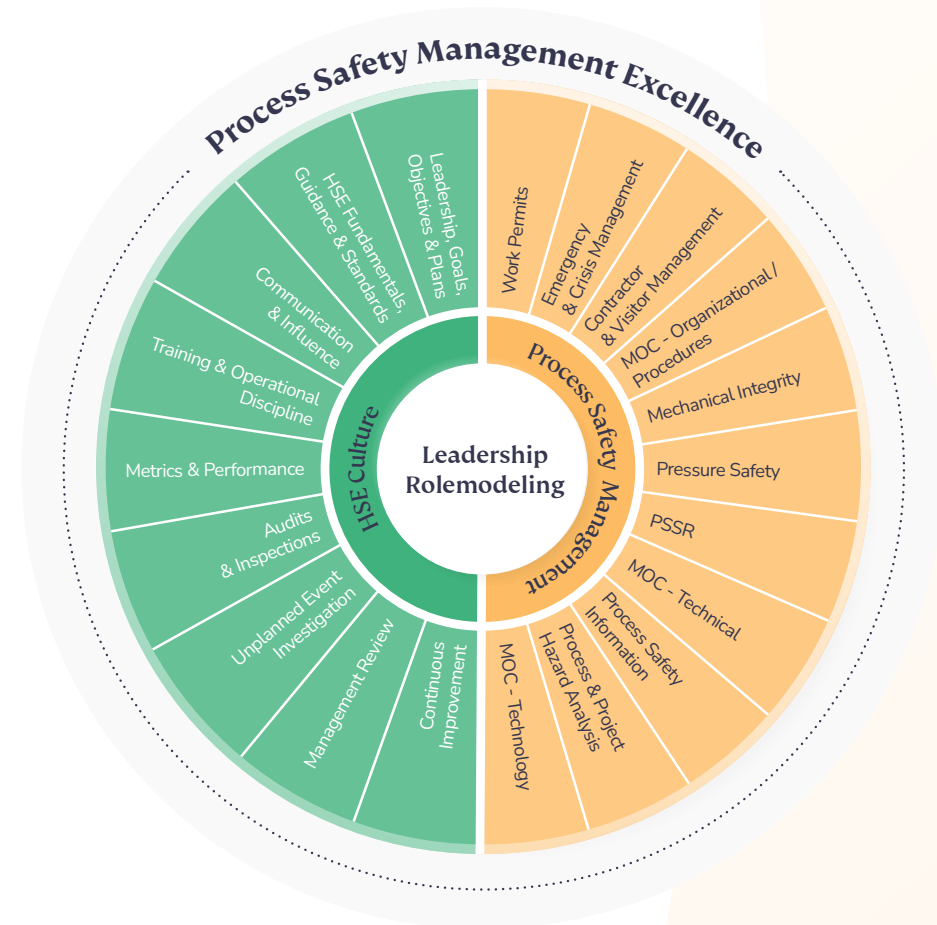 Process Safety Management Excellence
Leadership, Goals,
Objectives & Plans
HSE Fundamentals,
Guidance & Standards
Communication
& Influence
Training & Operational
Discipline
Metrics & Performance
Audits
& Inspections
Unplanned Event
Investigation
Management Review
Continuous
Improvement
HSE Culture
Leadership
Rolemodeling
Process Safety Management
Work Permits
Emergency
& Crisis Management
Contractor
& Visitor Management
MOC - Organizational /
Procedures
Mechanical Integrity
Pressure Safety
PSSR
MOC - Technical
Process Safety
Information
Process & Project
Hazard Analysis
MOC - Technology